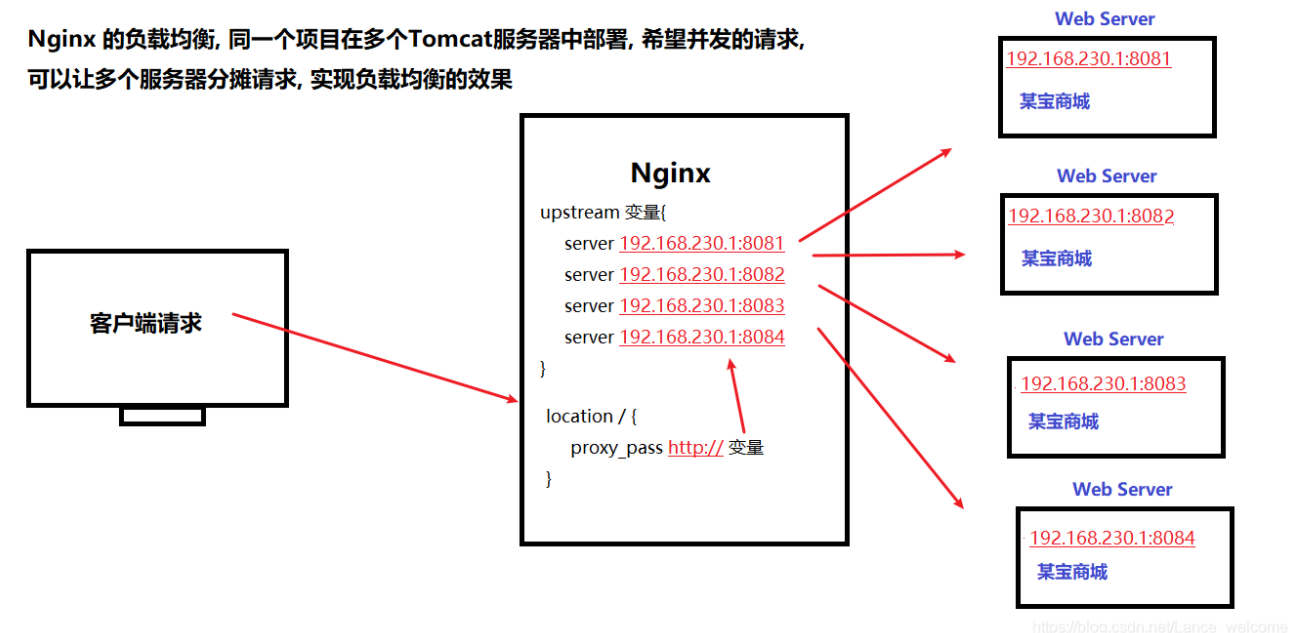 Nginx 的负载均衡, 同一个项目在多个Tomcat服务器中部署, 希望并发的请求,
可以让多个服务器分摊请求, 实现负载均衡的效果
客户端请求
Nginx
upstream 变量{
server 192.168.230.1:8081
server 192.168.230.1:8082
server 192.168.230.1:8083
server 192.168.230.1:8084
}
location / {
proxy_pass http:// 变量
}
Web Server
192.168.230.1:8081
某宝商城
Web Server
192.168.230.1:8082
某宝商城
Web Server
192.168.230.1:8083
某宝商城
Web Server
192.168.230.1:8084
某宝商城
https://blog.csdn.net/Lance_welcome